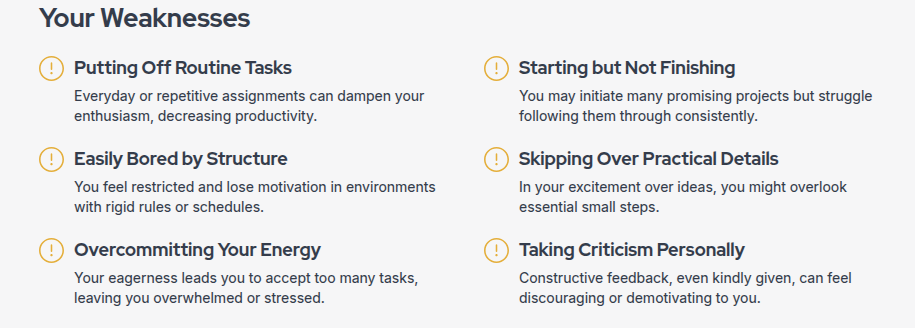 Your Weaknesses
Putting Off Routine Tasks
Everyday or repetitive assignments can dampen your
enthusiasm, decreasing productivity.
Starting but Not Finishing
You may initiate many promising projects but struggle
following them through consistently.
Easily Bored by Structure
You feel restricted and lose motivation in environments
with rigid rules or schedules.
Skipping Over Practical Details
In your excitement over ideas, you might overlook
essential small steps.
Overcommitting Your Energy
Your eagerness leads you to accept too many tasks,
leaving you overwhelmed or stressed.
Taking Criticism Personally
Constructive feedback, even kindly given, can feel
discouraging or demotivating to you.